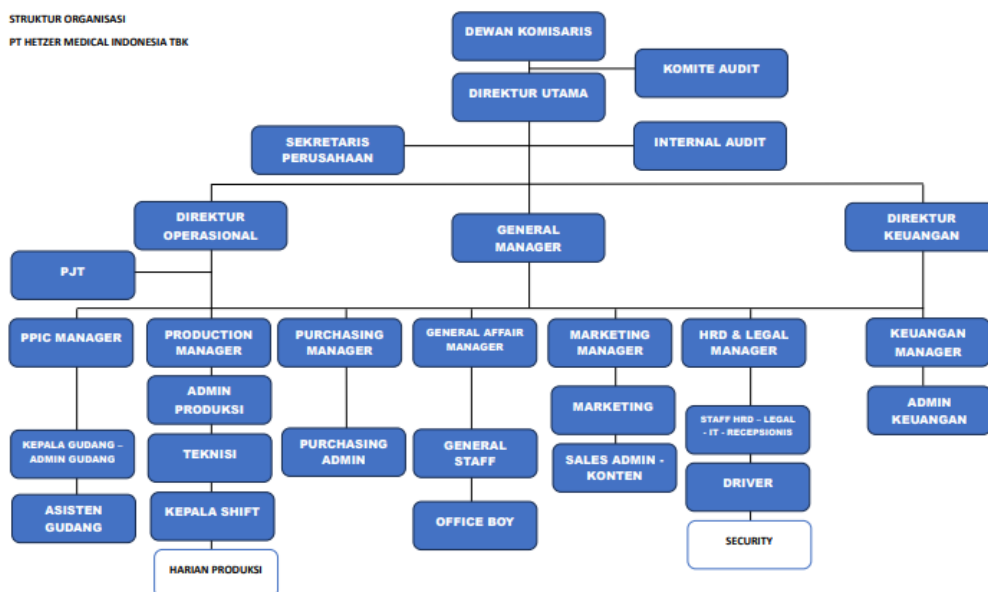 STRUKTUR ORGANISASI
PT HETZER MEDICAL INDONESIA TBK
DEWAN KOMISARIS
KOMITE AUDIT
DIREKTUR UTAMA
SEKRETARIS
PERUSAHAAN
INTERNAL AUDIT
DIREKTUR
OPERASIONAL
GENERAL
MANAGER
DIREKTUR
KEUANGAN
PJT
PPIC MANAGER
PRODUCTION
MANAGER
PURCHASING
MANAGER
GENERAL AFFAIR
MANAGER
MARKETING
MANAGER
HRD & LEGAL
MANAGER
KEUANGAN
MANAGER
ADMIN
PRODUKSI
MARKETING
ADMIN
KEUANGAN
KEPALA GUDANG –
ADMIN GUDANG
TEKNISI
PURCHASING
ADMIN
GENERAL
STAFF
SALES ADMIN -
KONTEN
STAFF HRD – LEGAL
- IT - RECEPSIONIS
DRIVER
ASISTEN
GUDANG
KEPALA SHIFT
OFFICE BOY
SECURITY
HARIAN PRODUKSI